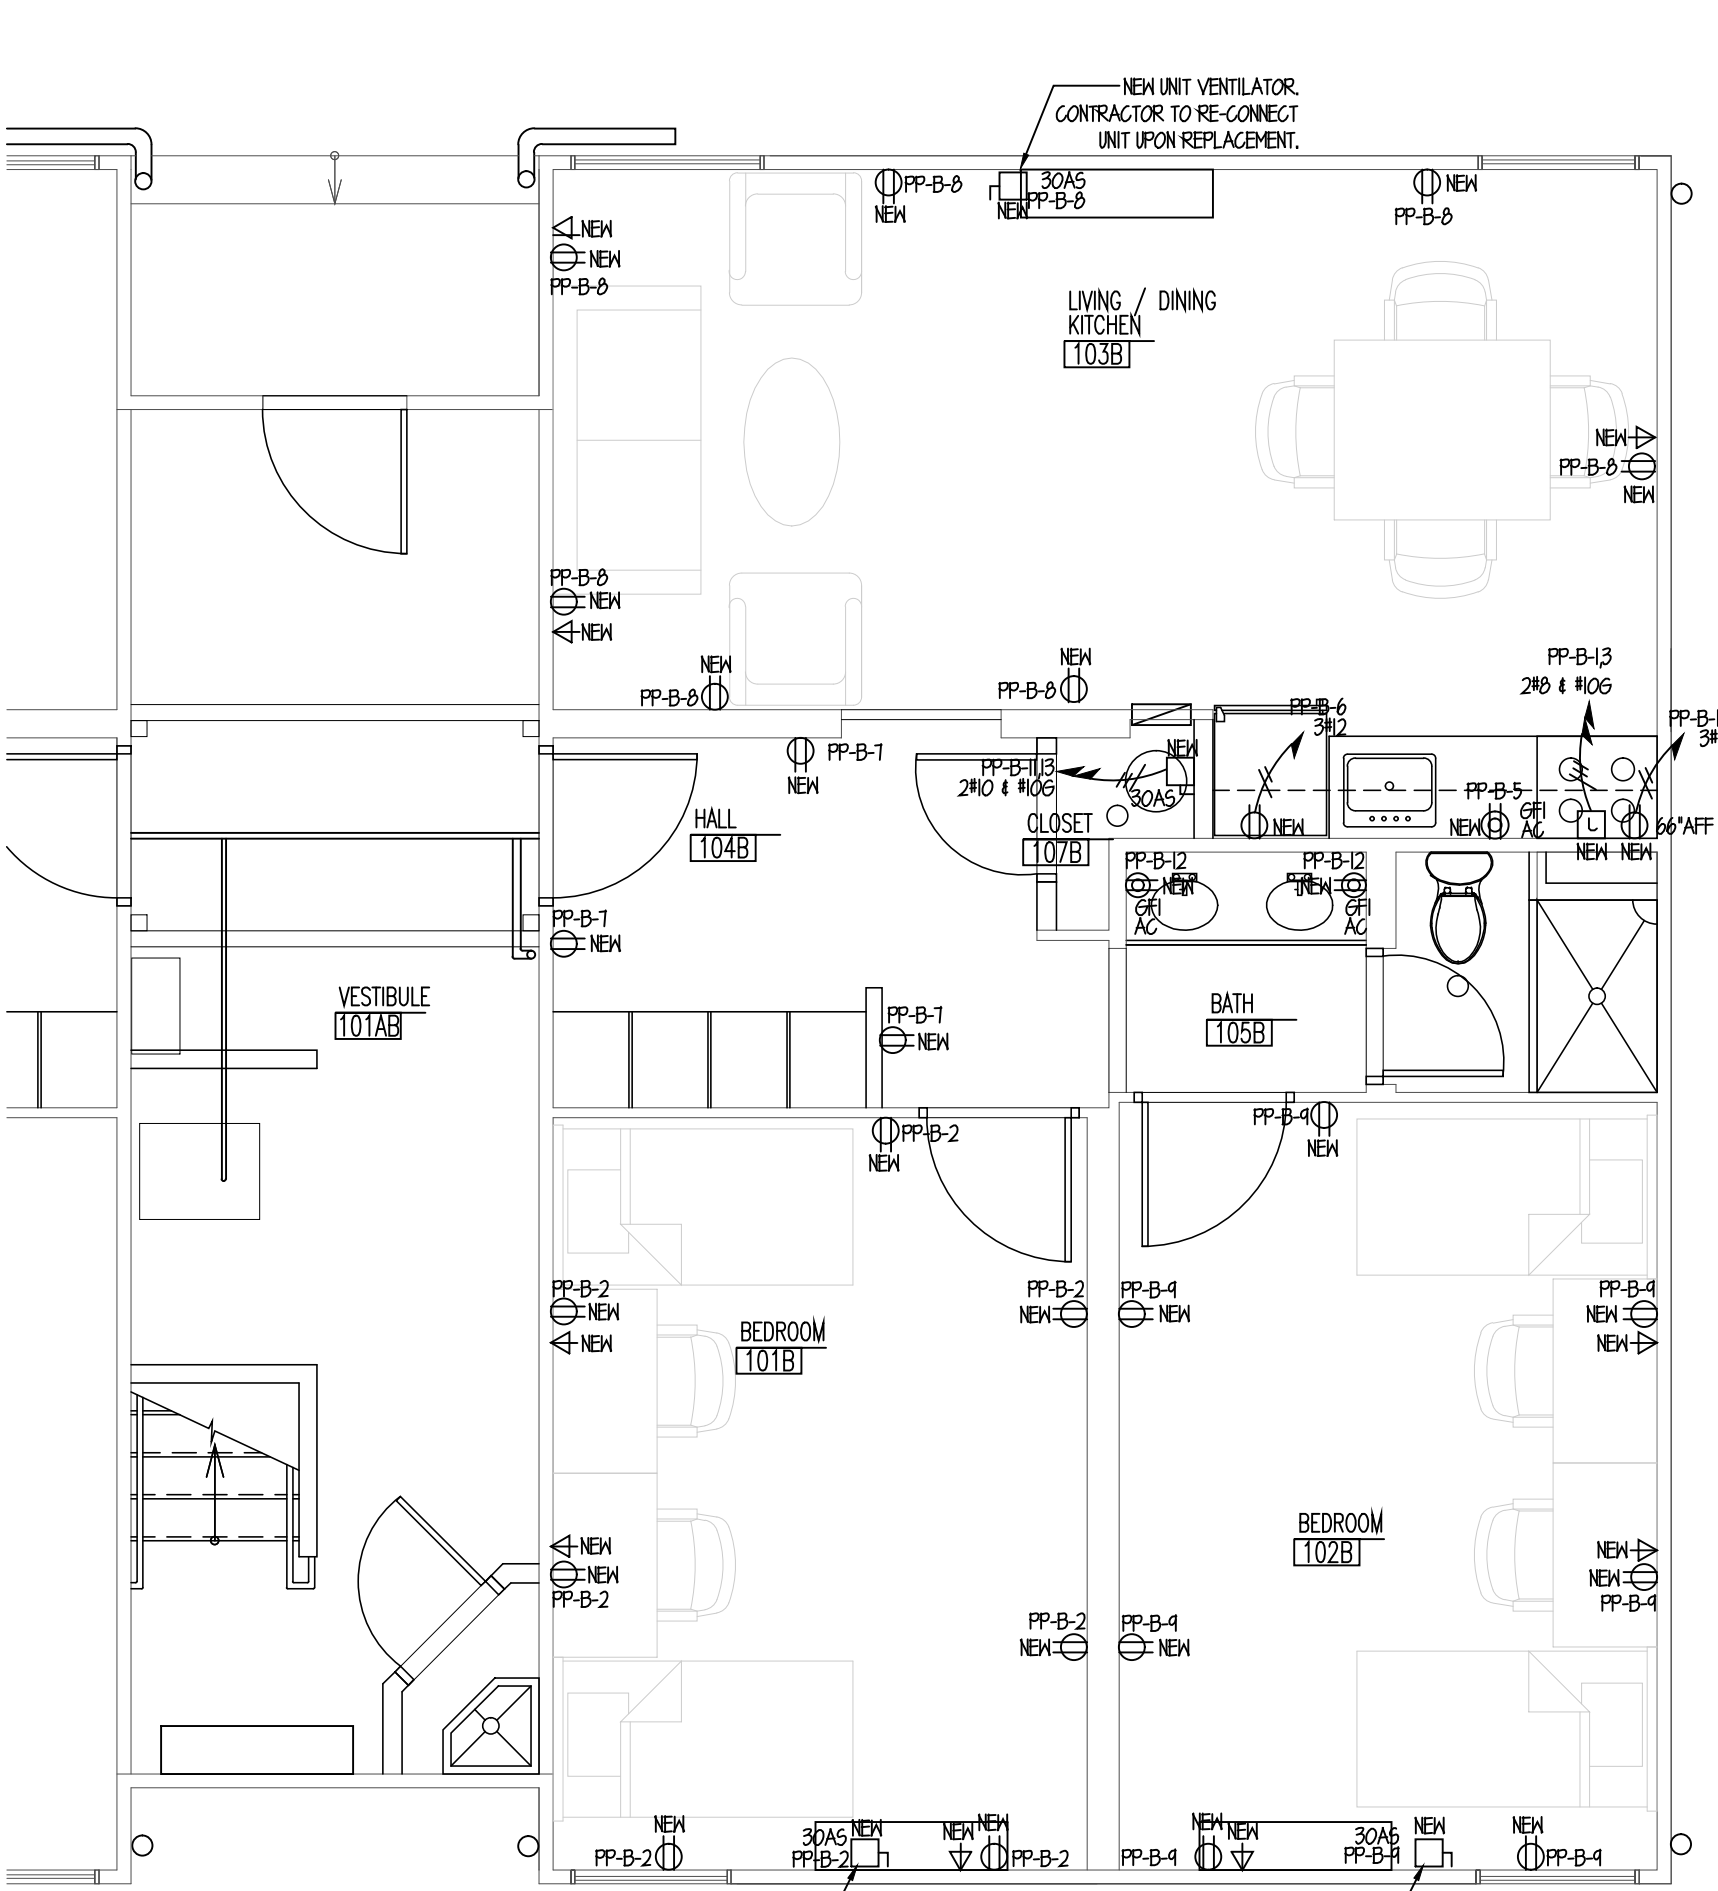 NEW UNIT VENTILATOR.
CONTRACTOR TO RE-CONNECT
UNIT UPON REPLACEMENT.
PP-B-8
NEW
30AS
PP-B-8
NEW
NEW
PP-B-8
NEW
NEW
PP-B-8
LIVING / DINING
KITCHEN
103B
NEW
PP-B-8
NEW
PP-B-8
NEW
NEW
NEW
PP-B-8
NEW
PP-B-8
PP-B-1,3
2#8 & #10G
PP-B-6
3#12
PP-B-7
NEW
NEW
PP-B-11,13
2#10 & #10G
30AS
NEW
PP-B-5
NEW
GFI
AC
NEW
NEW
66"AFF
HALL
104B
CLOSET
107B
PP-B-12
NEW
GFI
AC
PP-B-12
NEW
GFI
AC
PP-B-7
NEW
VESTIBULE
101AB
PP-B-7
NEW
BATH
105B
PP-B-2
NEW
PP-B-9
NEW
PP-B-2
NEW
NEW
PP-B-2
NEW
PP-B-9
NEW
PP-B-9
NEW
NEW
BEDROOM
101B
BEDROOM
102B
NEW
NEW
PP-B-2
NEW
NEW
PP-B-9
PP-B-2
NEW
PP-B-9
NEW
NEW
PP-B-2
30AS
PP-B-2
NEW
NEW
NEW
PP-B-2
NEW
PP-B-9
NEW
30AS
PP-B-9
NEW
NEW
PP-B-9